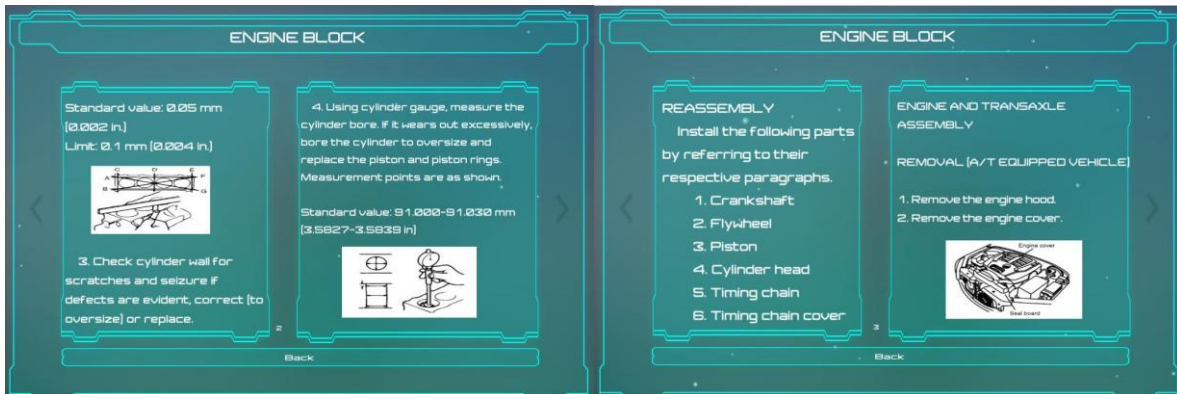 ENGINE BLOCK
Standard value: 0.05 mm
(0.002 in.)
Limit: 0.1 mm (0.004 in.)
C D E
A F
B G
3. Check cylinder wall for
scratches and seizure if
defects are evident, correct (to
oversize) or replace.
4. Using cylinder gauge, measure the
cylinder bore. If it wears out excessively,
bore the cylinder to oversize and
replace the piston and piston rings.
Measurement points are as shown.
Standard value: 91.000-91.030 mm
(3.5827-3.5839 in)
2
Back
ENGINE BLOCK
REASSEMBLY
Install the following parts
by referring to their
respective paragraphs.
1. Crankshaft
2. Flywheel
3. Piston
4. Cylinder head
5. Timing chain
6. Timing chain cover
ENGINE AND TRANSAXLE
ASSEMBLY
REMOVAL (A/T EQUIPPED VEHICLE)
1. Remove the engine hood.
2. Remove the engine cover.
Engine cover
Seal board
3
Back